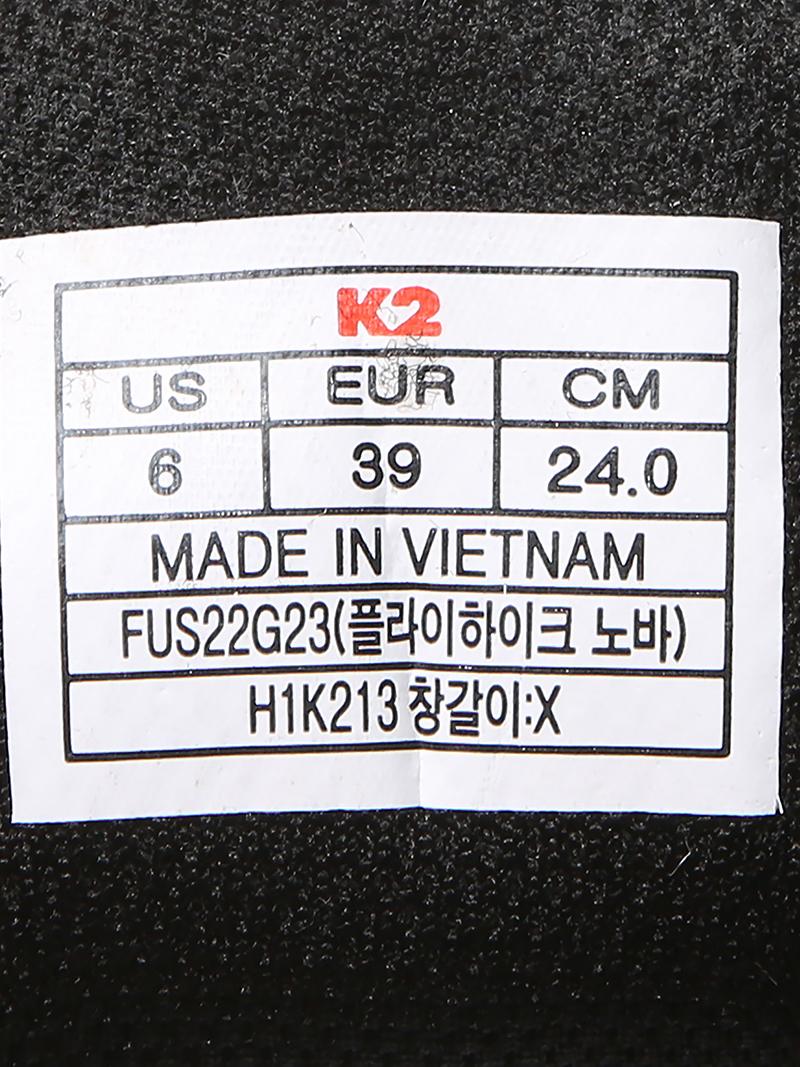 K2
US EUR CM
6 39 24.0
MADE IN VIETNAM
FUS22G23(플라이하이크 노바)
H1K213 창갈이:X